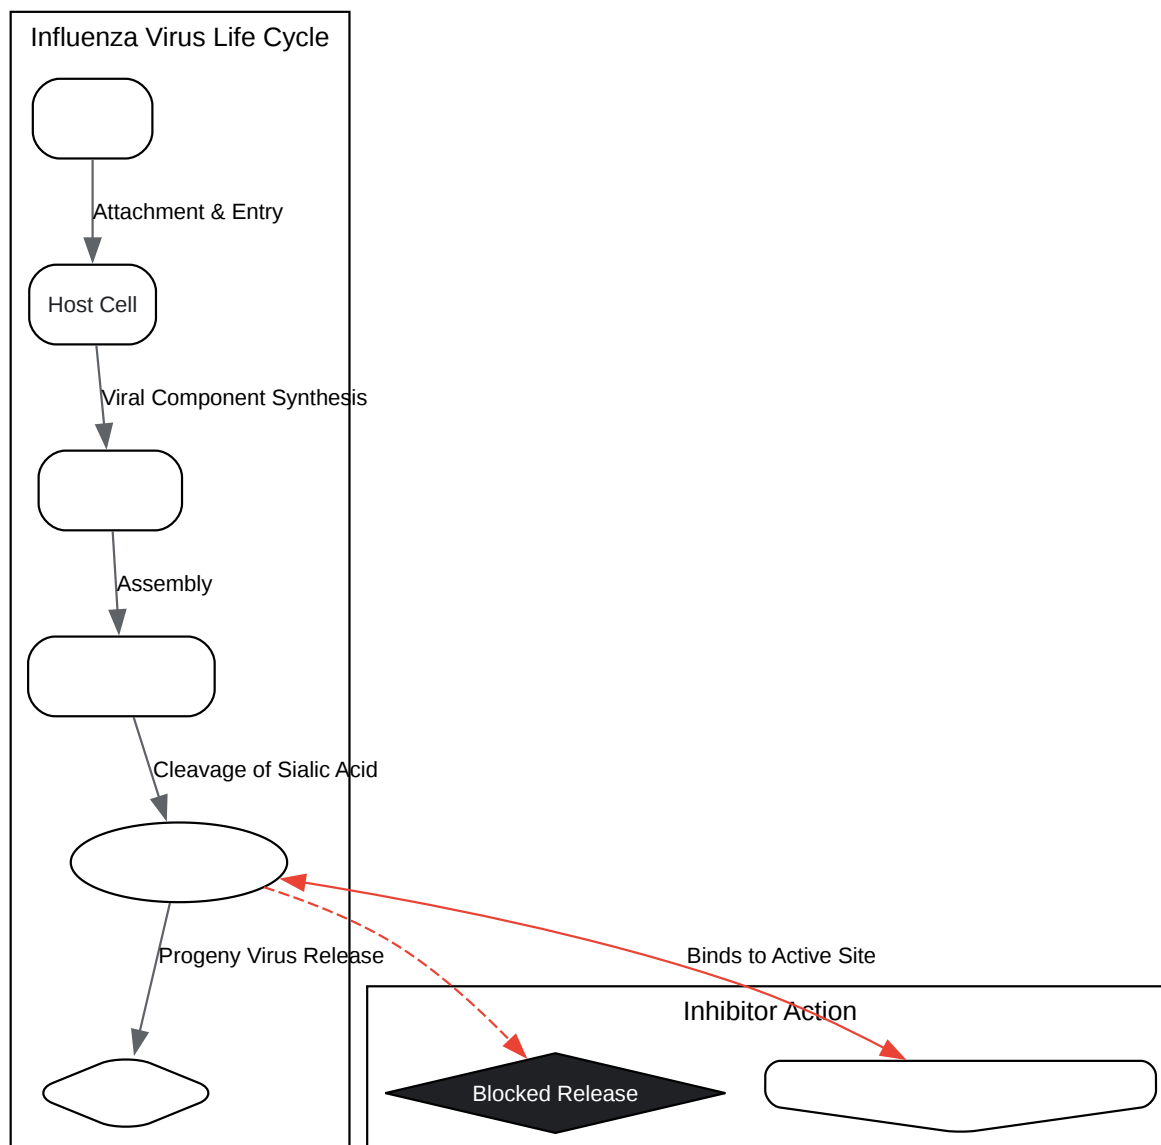 Influenza Virus Life Cycle
Attachment & Entry
Host Cell
Viral Component Synthesis
Assembly
Cleavage of Sialic Acid
Progeny Virus Release
Binds to Active Site
Inhibitor Action
Blocked Release